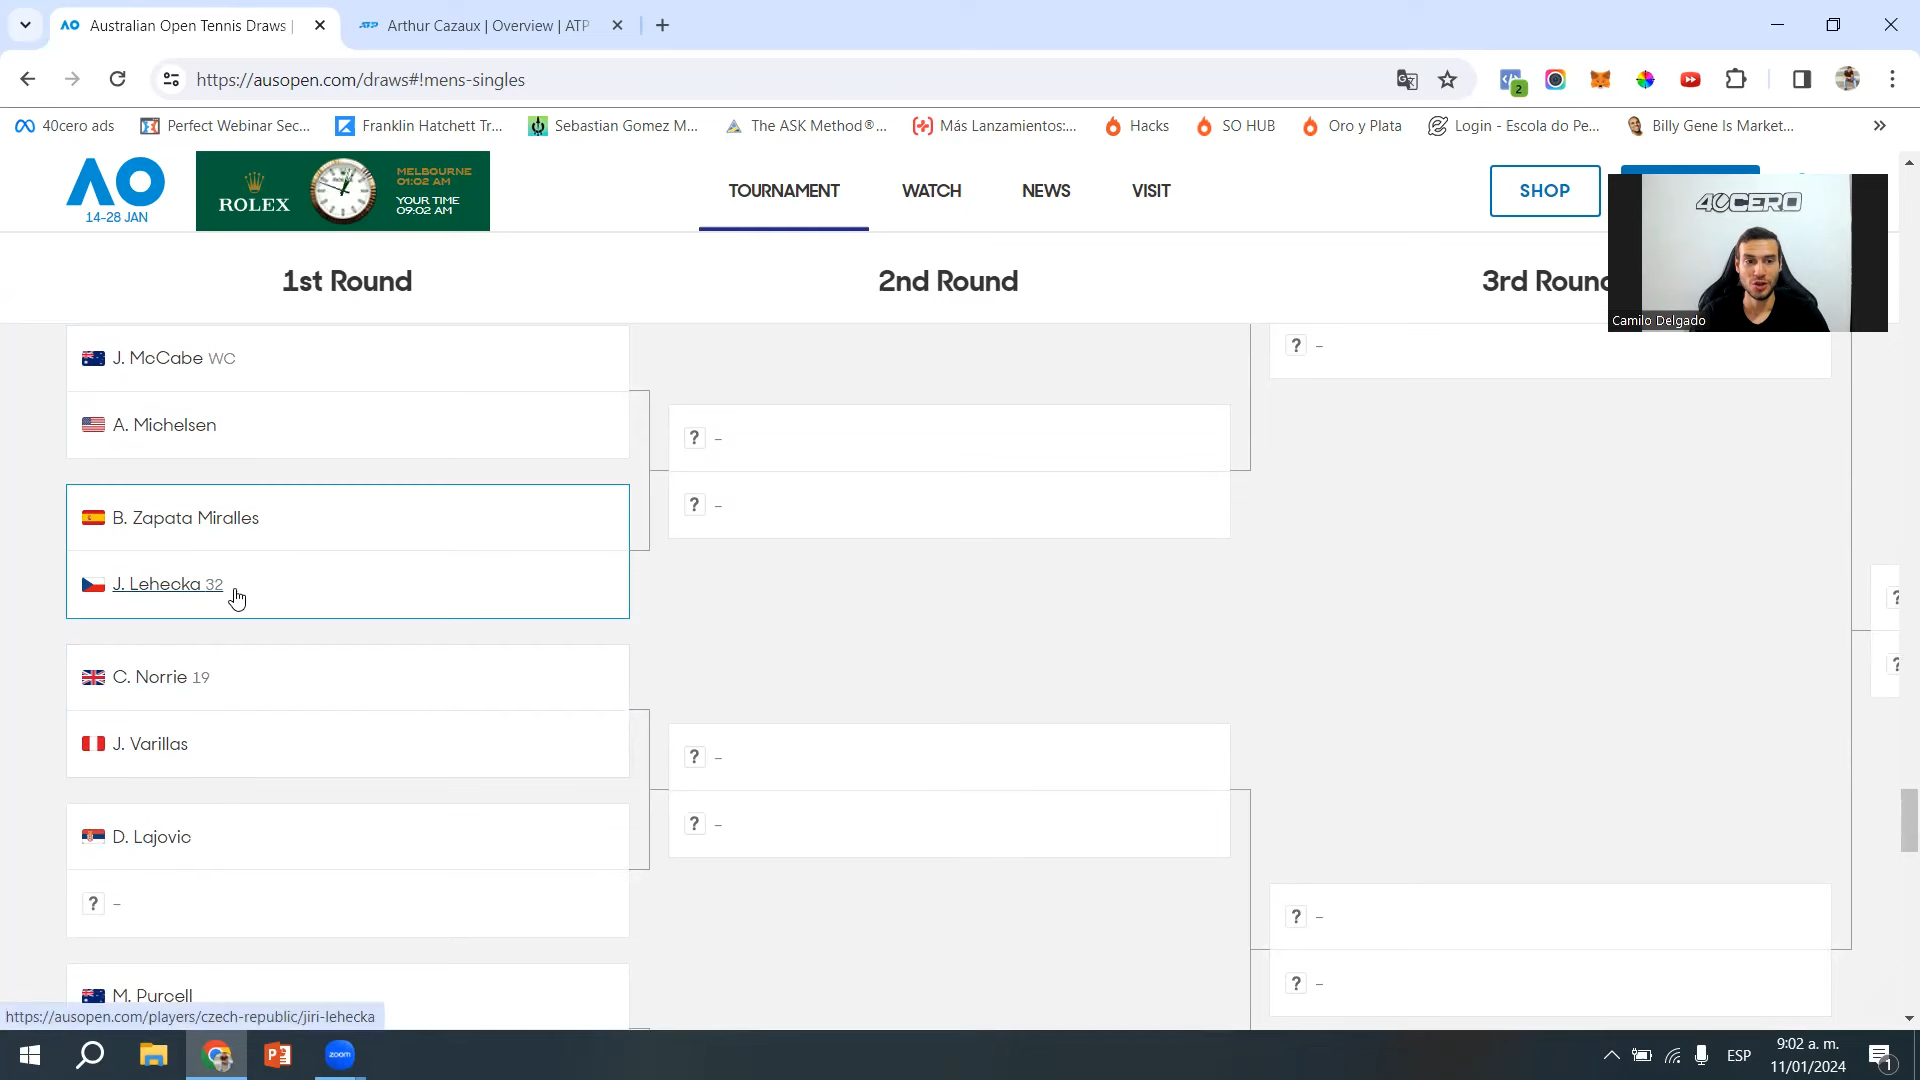 Australian Open Tennis Draws |
Arthur Cazaux | Overview | ATP
https://ausopen.com/draws#!mens-singles
2
40cero ads
Perfect Webinar Sec...
Franklin Hatchett Tr...
Sebastian Gomez M...
The ASK Method®...
Más Lanzamientos:...
Hacks
SO HUB
Oro y Plata
Login - Escola do Pe...
Billy Gene Is Market...
AO
14-28 JAN
ROLEX
MELBOURNE
01:02 AM
YOUR TIME
09:02 AM
TOURNAMENT
WATCH
NEWS
VISIT
SHOP
40CERO
Camilo Delgado
1st Round
2nd Round
3rd Round
J. McCabe WC
A. Michelsen
B. Zapata Miralles
J. Lehecka 32
C. Norrie 19
J. Varillas
D. Lajovic
? –
M. Purcell
? –
? –
? –
? –
? –
? –
? –
?
?
https://ausopen.com/players/czech-republic/jiri-lehecka
zoom
ESP
9:02 a. m.
11/01/2024
1